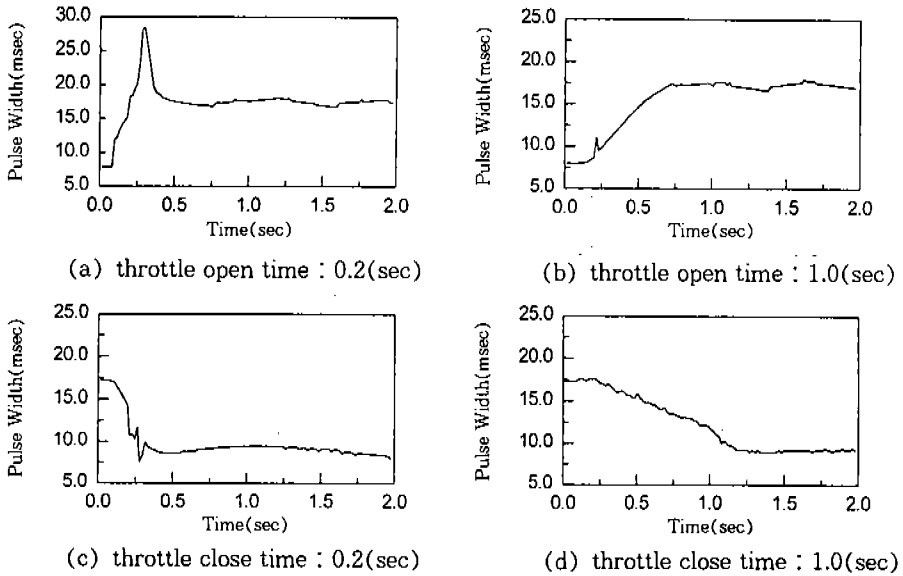 30.0
25.0
20.0
15.0
10.0
5.0
Pulse Width(msec)
0.0 0.5 1.0 1.5 2.0
Time(sec)
(a) throttle open time : 0.2(sec)
25.0
20.0
15.0
10.0
5.0
Pulse Width(msec)
0.0 0.5 1.0 1.5 2.0
Time(sec)
(b) throttle open time : 1.0(sec)
25.0
20.0
15.0
10.0
5.0
Pulse Width(msec)
0.0 0.5 1.0 1.5 2.0
Time(sec)
(c) throttle close time : 0.2(sec)
25.0
20.0
15.0
10.0
5.0
Pulse Width(msec)
0.0 0.5 1.0 1.5 2.0
Time(sec)
(d) throttle close time : 1.0(sec)